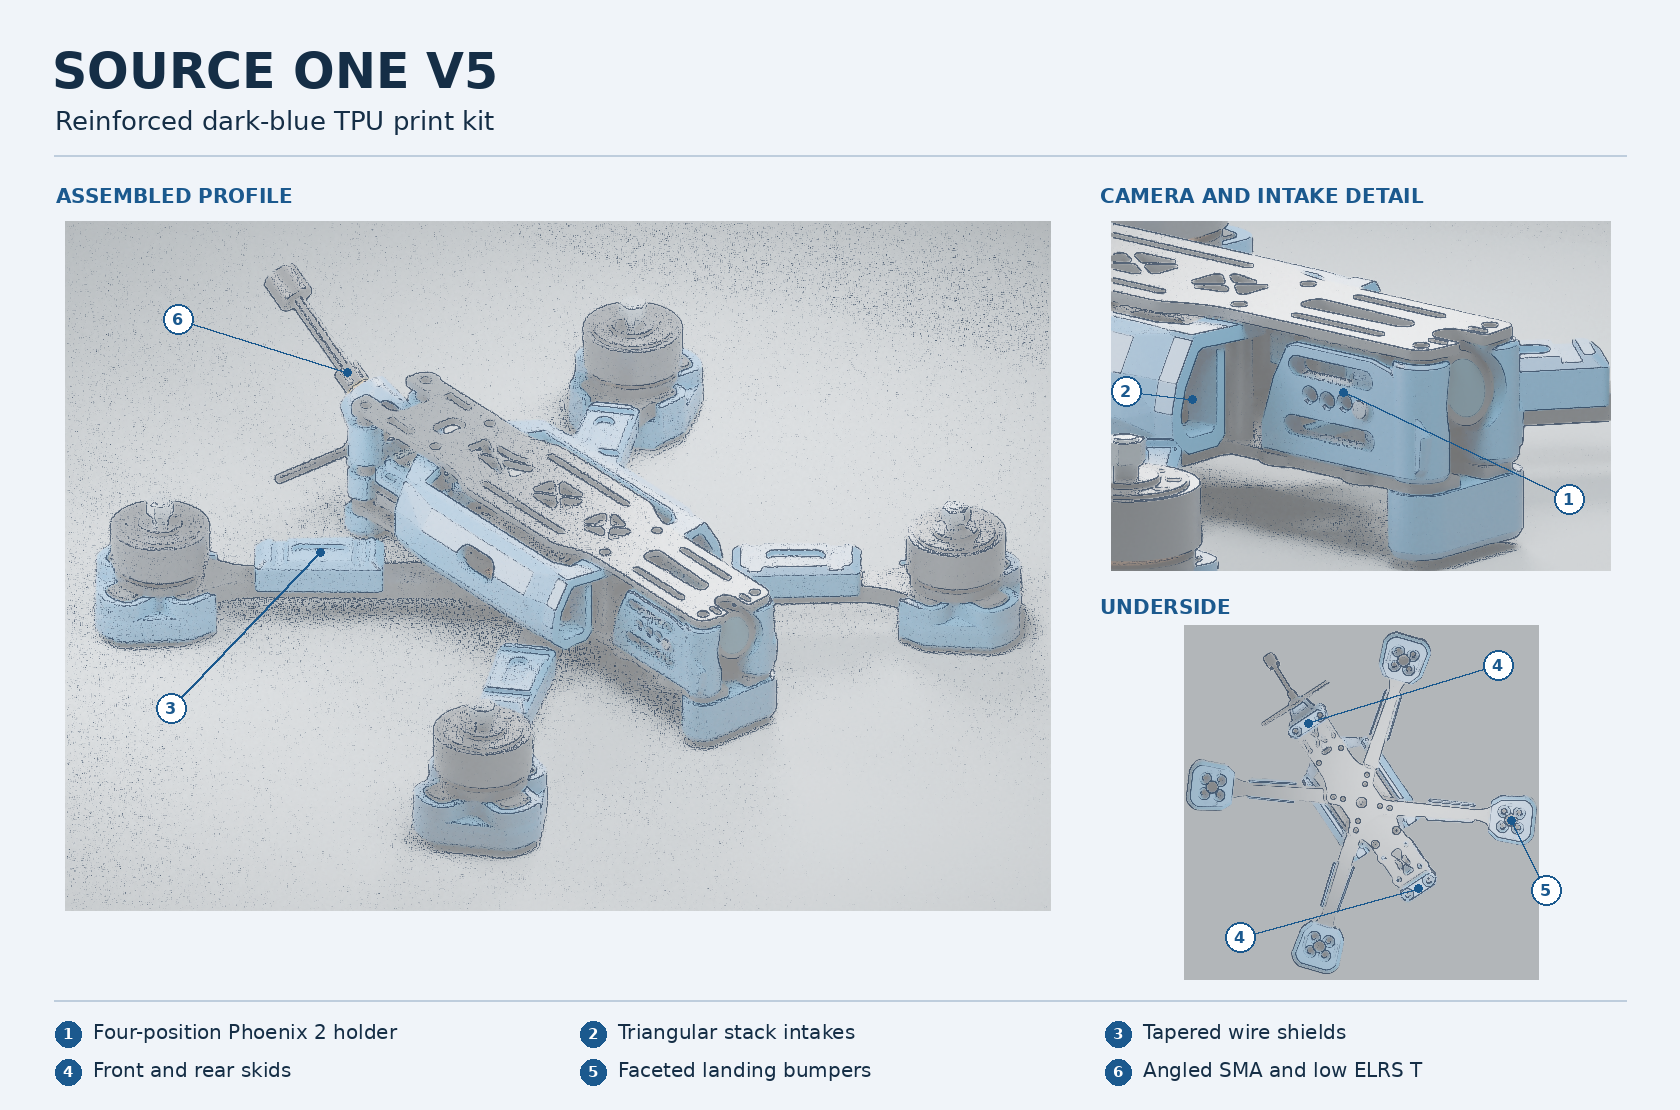 SOURCE ONE V5
Reinforced dark-blue TPU print kit
ASSEMBLED PROFILE
6
3
CAMERA AND INTAKE DETAIL
2
1
UNDERSIDE
4
5
4
1 Four-position Phoenix 2 holder
2 Triangular stack intakes
3 Tapered wire shields
4 Front and rear skids
5 Faceted landing bumpers
6 Angled SMA and low ELRS T